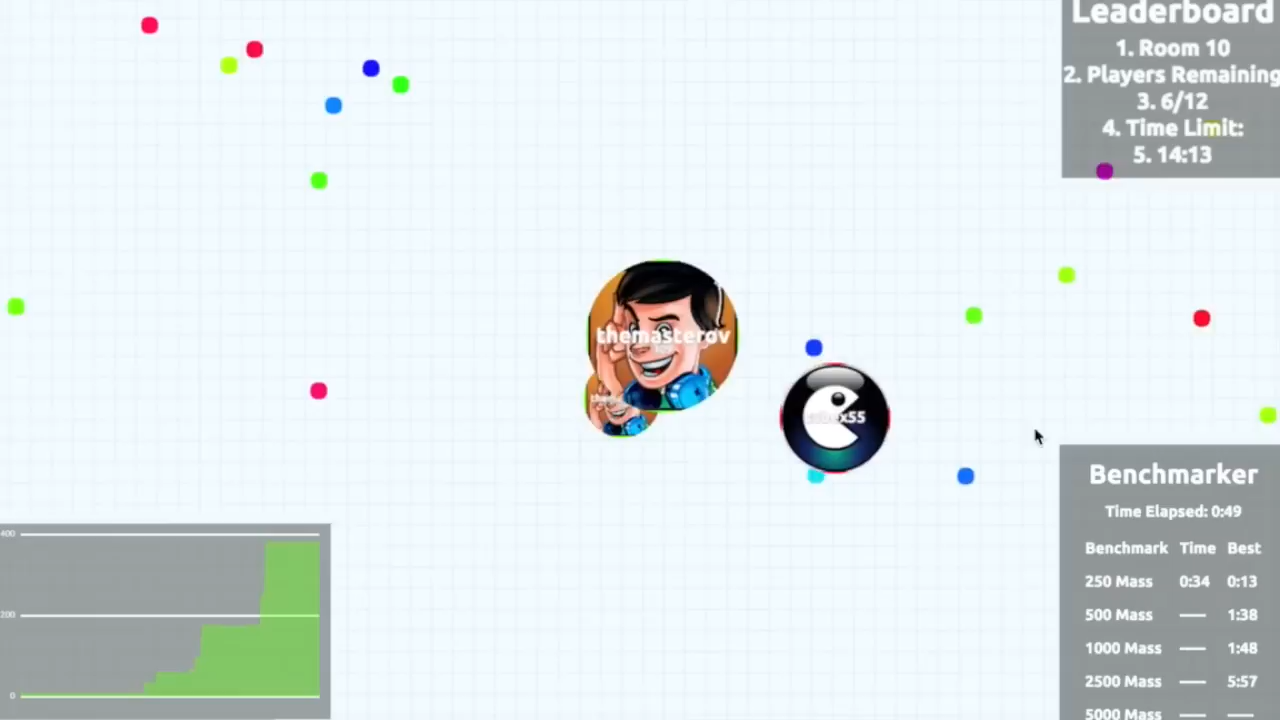 Leaderboard
1. Room 10
2. Players Remaining
3. 6/12
4. Time Limit:
5. 14:13
themasterov
Benchmarker
Time Elapsed: 0:49
Benchmark Time Best
250 Mass 0:34 0:13
500 Mass — 1:38
1000 Mass — 1:48
2500 Mass — 5:57
5000 Mass — —
400
200
0